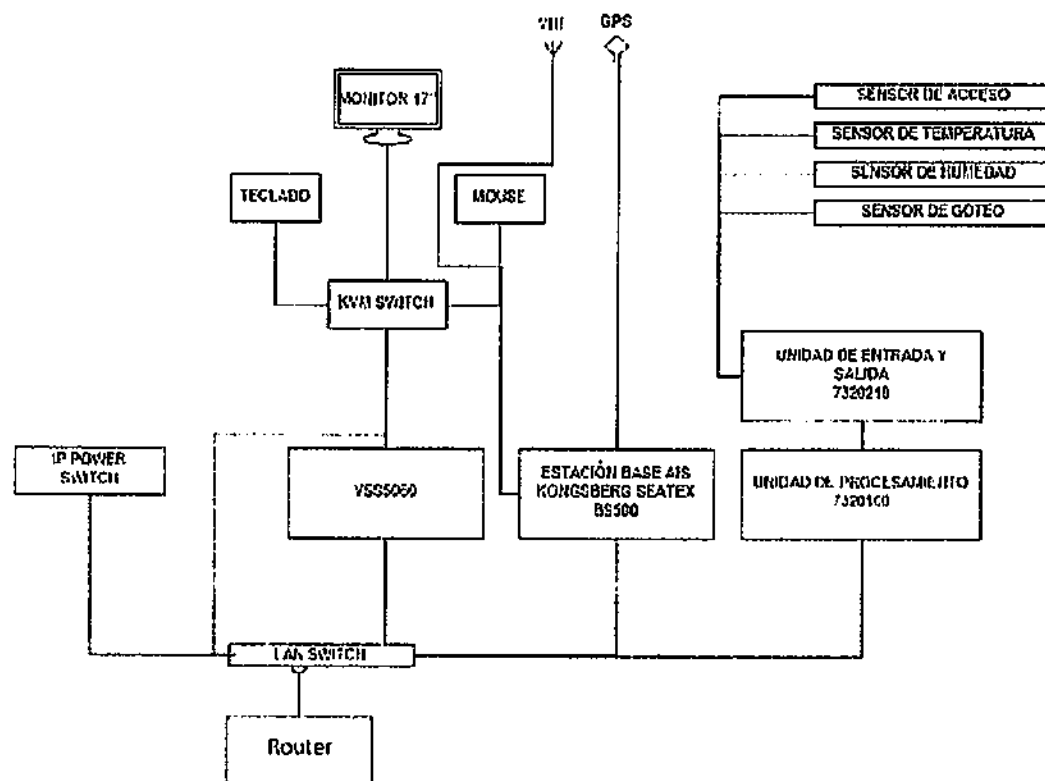 VHF
GPS
MONITOR 17"
SENSOR DE ACCESO
SENSOR DE TEMPERATURA
SENSOR DE HUMEDAD
SENSOR DE GOTEO
TECLADO
MOUSE
KVM SWITCH
UNIDAD DE ENTRADA Y
SALIDA
7320210
IP POWER
SWITCH
VSS5060
ESTACIÓN BASE AIS
KONGSBERG SEATEX
BS500
UNIDAD DE PROCESAMIENTO
7320100
LAN SWITCH
Router